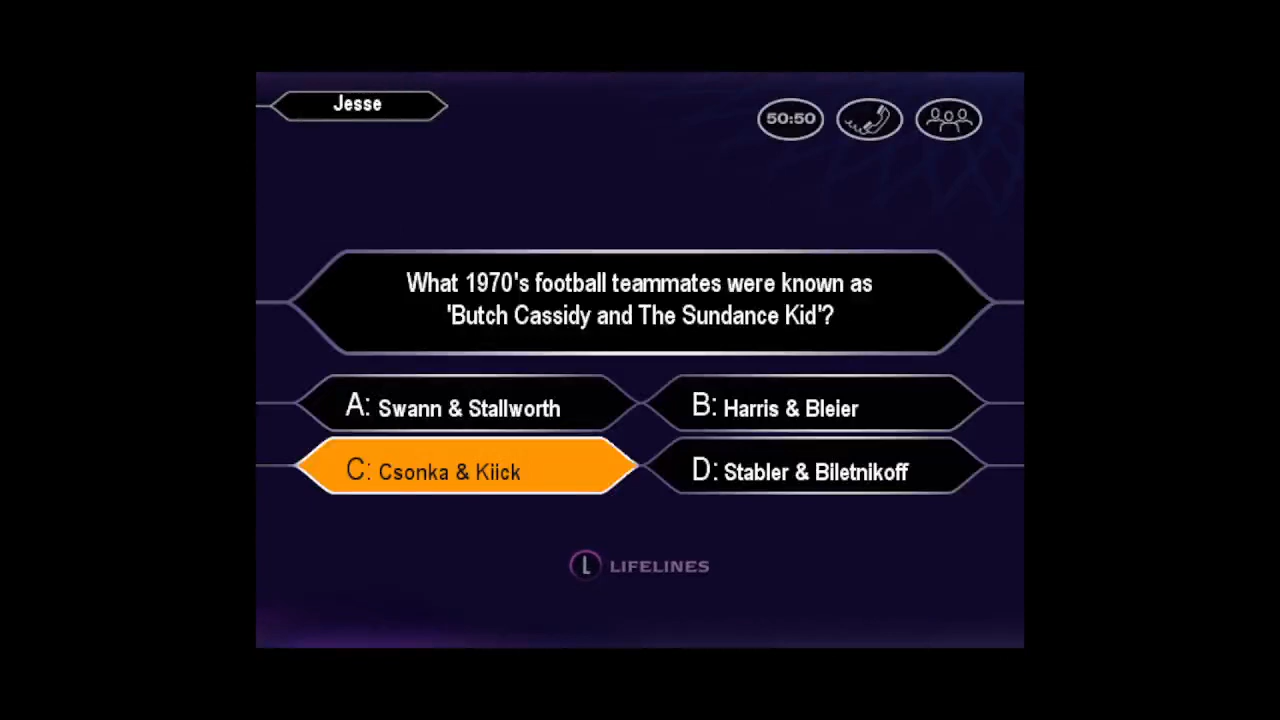 Jesse
50:50
What 1970's football teammates were known as
'Butch Cassidy and The Sundance Kid'?
A: Swann & Stallworth
B: Harris & Bleier
C: Csonka & Kiick
D: Stabler & Biletnikoff
L LIFELINES